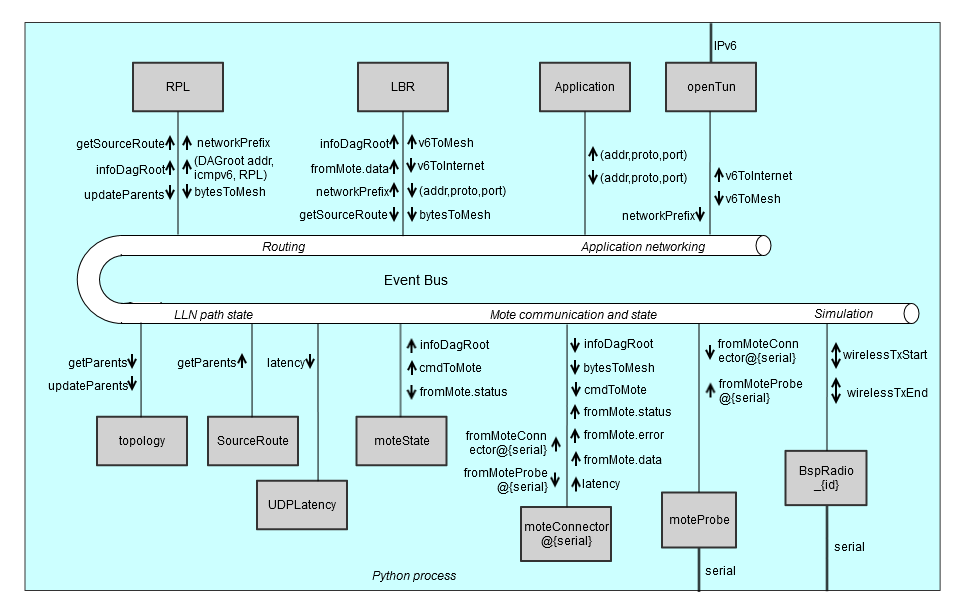 IPv6
RPL
LBR
Application
openTun
getSourceRoute
networkPrefix
infoDagRoot
(DAGroot addr,
icmpv6, RPL)
updateParents
bytesToMesh
infoDagRoot
v6ToMesh
fromMote.data
v6ToInternet
networkPrefix
(addr,proto,port)
getSourceRoute
bytesToMesh
(addr,proto,port)
(addr,proto,port)
v6ToInternet
v6ToMesh
networkPrefix
Routing
Application networking
Event Bus
LLN path state
Mote communication and state
Simulation
getParents
updateParents
getParents
latency
infoDagRoot
cmdToMote
fromMote.status
infoDagRoot
bytesToMesh
cmdToMote
fromMote.status
fromMote.error
fromMote.data
latency
fromMoteConn
ector@{serial}
fromMoteProbe
@{serial}
fromMoteConn
ector@{serial}
fromMoteProbe
@{serial}
wirelessTxStart
wirelessTxEnd
topology
SourceRoute
moteState
UDPLatency
moteConnector
@{serial}
moteProbe
BspRadio
_{id}
serial
serial
Python process